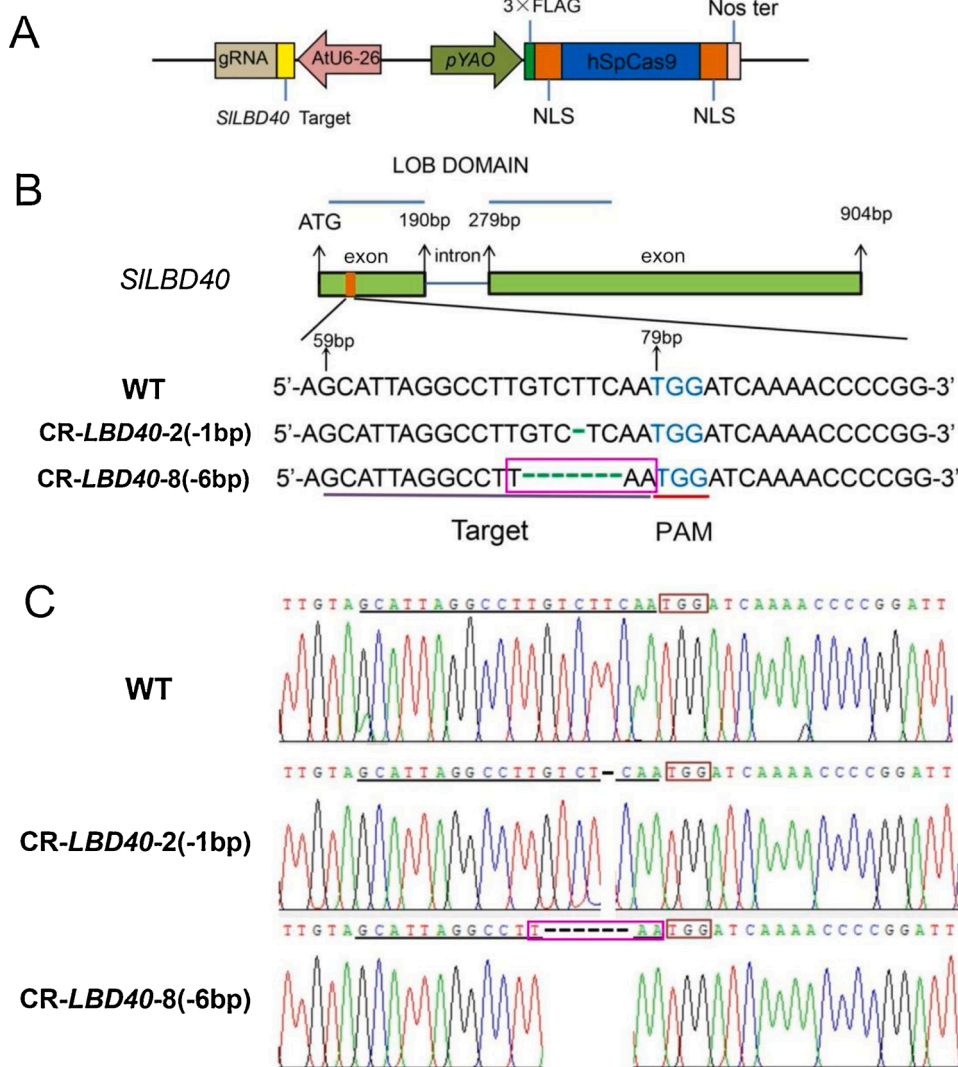 A
3×FLAG
Nos ter
gRNA
AtU6-26
pYAO
hSpCas9
SlLBD40 Target
NLS
NLS
B
LOB DOMAIN
ATG
190bp
279bp
904bp
exon
intron
exon
SlLBD40
59bp
79bp
WT
5’-AGCATTAGGCCTTGTCTTCAATGGATCAAAACCCCGG-3’
CR-LBD40-2(-1bp)
5’-AGCATTAGGCCTTGTC-TCAATGGATCAAAACCCCGG-3’
CR-LBD40-8(-6bp)
5’-AGCATTAGGCCTT------AATGGATCAAAACCCCGG-3’
Target
PAM
C
TTGTAGCATTAGGCCTTGTCTTCAATGGATCAAAACCCCGGATT
WT
TTGTAGCATTAGGCCTTGTCT-CAATGGATCAAAACCCCGGATT
CR-LBD40-2(-1bp)
TTGTAGCATTAGGCCTT------AATGGATCAAAACCCCGGATT
CR-LBD40-8(-6bp)